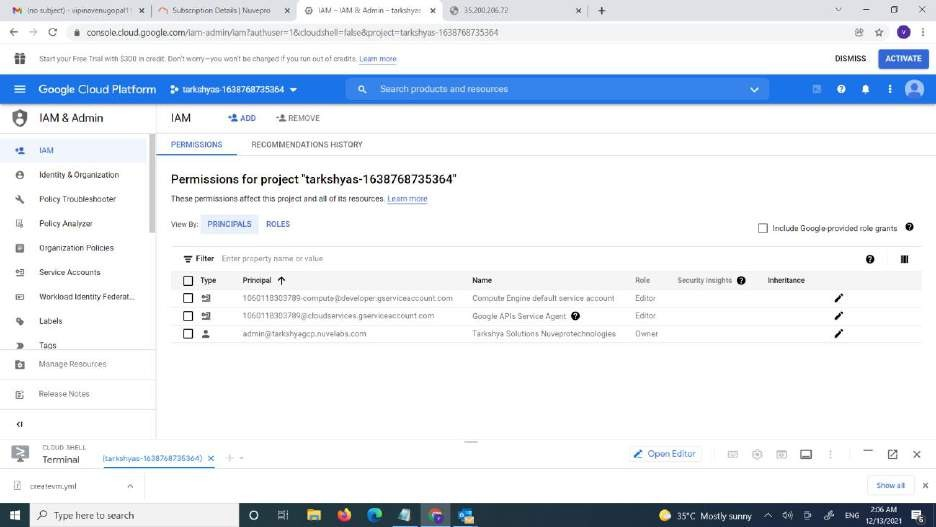 (no subject) - vipinovenugopal11
Subscription Details | Nuvepro
IAM – IAM & Admin – tarkshyas
35.200.206.72
console.cloud.google.com/iam-admin/iam?authuser=1&cloudshell=false&project=tarkshyas-1638768735364
V
Start your Free Trial with $300 in credit. Don't worry—you won't be charged if you run out of credits. Learn more
DISMISS
ACTIVATE
Google Cloud Platform
tarkshyas-1638768735364
Search products and resources
IAM & Admin
IAM
ADD
REMOVE
IAM
Identity & Organization
Policy Troubleshooter
Policy Analyzer
Organization Policies
Service Accounts
Workload Identity Federat...
Labels
Tags
Manage Resources
Release Notes
PERMISSIONS
RECOMMENDATIONS HISTORY
Permissions for project "tarkshyas-1638768735364"
These permissions affect this project and all of its resources. Learn more
View By: PRINCIPALS ROLES
Include Google-provided role grants
Filter Enter property name or value
Type Principal Name Role Security insights Inheritance
1060118303789-compute@developer.gserviceaccount.com Compute Engine default service account Editor
1060118303789@cloudservices.gserviceaccount.com Google APIs Service Agent Editor
admin@tarkshyagcp.nuvelabs.com Tarkshya Solutions Nuveprotechnologies Owner
CLOUD SHELL
Terminal
(tarkshyas-1638768735364)
Open Editor
createvm.yml
Show all
Type here to search
35°C Mostly sunny
ENG
2:06 AM
12/13/2021